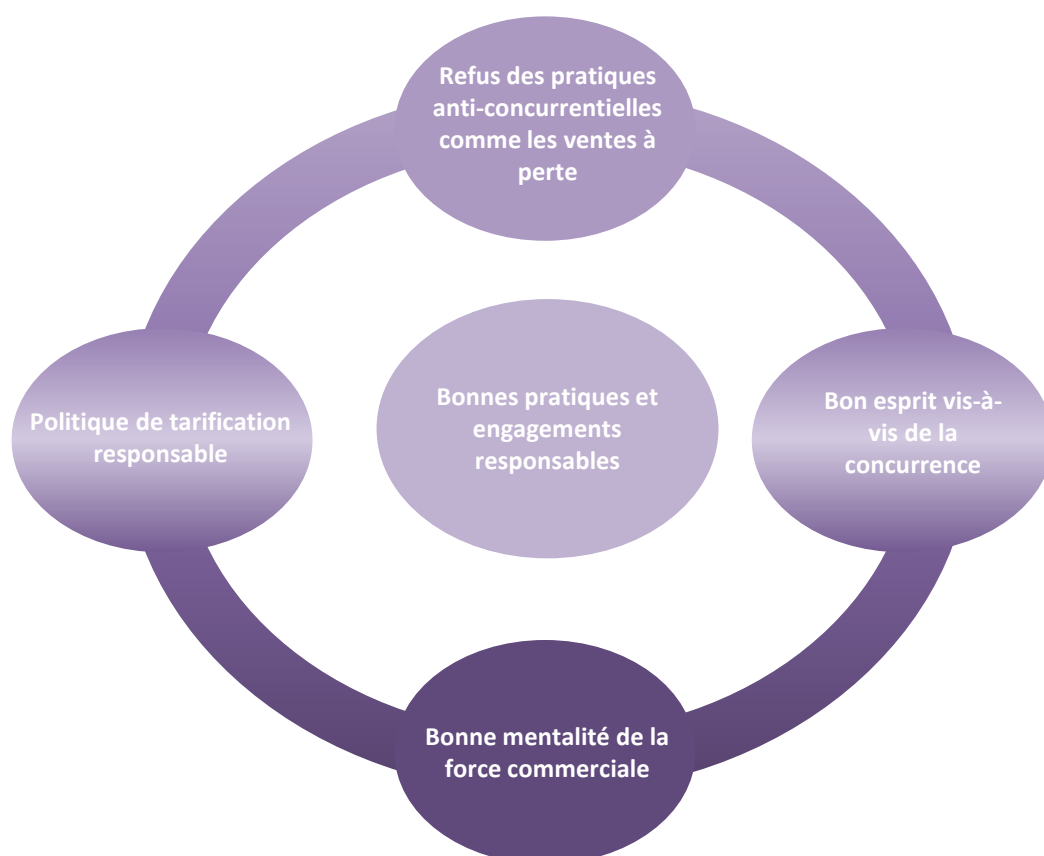 Refus des pratiques
anti-concurrentielles
comme les ventes à
perte
Politique de tarification
responsable
Bonnes pratiques et
engagements
responsables
Bon esprit vis-à-
vis de la
concurrence
Bonne mentalité de la
force commerciale